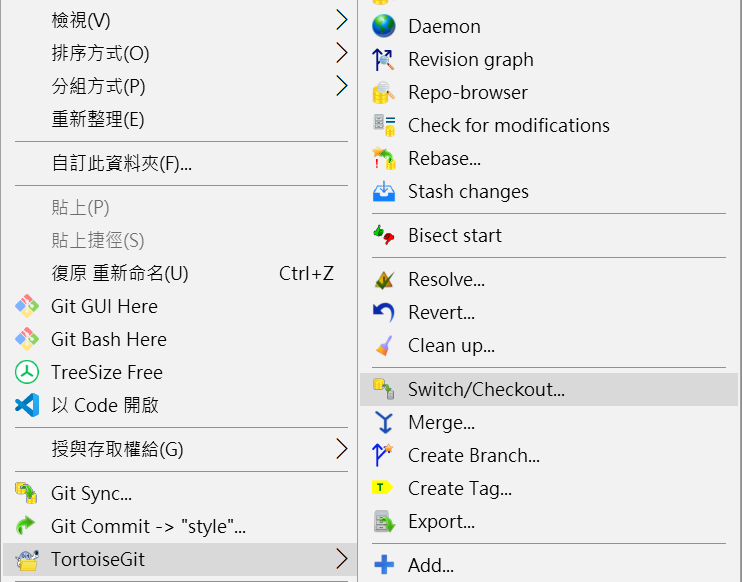 檢視(V)
排序方式(O)
分組方式(P)
重新整理(E)
自訂此資料夾(F)...
貼上(P)
貼上捷徑(S)
復原 重新命名(U) Ctrl+Z
Git GUI Here
Git Bash Here
TreeSize Free
以 Code 開啟
授與存取權給(G)
Git Sync...
Git Commit -> "style"...
TortoiseGit
Daemon
Revision graph
Repo-browser
Check for modifications
Rebase...
Stash changes
Bisect start
Resolve...
Revert...
Clean up...
Switch/Checkout...
Merge...
Create Branch...
Create Tag...
Export...
Add...